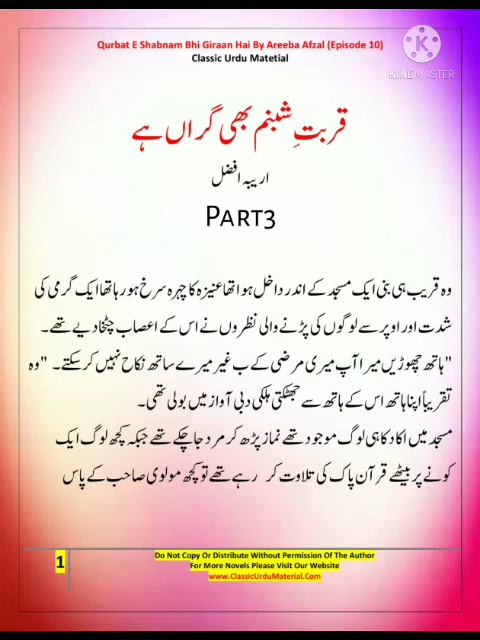 Qurbat E Shabnam Bhi Giraan Hai By Areeba Afzal (Episode 10)
Classic Urdu Matetial
KINEMASTER
قربتِ شبنم بھی گراں ہے
اریبہ افضل
PART3
وہ قریب ہی بنی ایک مسجد کے اندر داخل ہوا تھا عنیزہ کا چہرہ سرخ ہو رہا تھا ایک گرمی کی
شدت اور اوپر سے لوگوں کی پڑنے والی نظروں نے اس کے اعصاب چٹخا دیے تھے۔
"ہاتھ چھوڑیں میرا آپ میری مرضی کے ب غیر میرے ساتھ نکاح نہیں کر سکتے۔ "وہ
تقریباً اپنا ہاتھ اس کے ہاتھ سے جھٹکتی ہلکی دبی آواز میں بولی تھی۔
مسجد میں اکا دکا ہی لوگ موجود تھے نماز پڑھ کر مرد جا چکے تھے جبکہ کچھ لوگ ایک
کونے پر بیٹھے قرآن پاک کی تلاوت کر رہے تھے تو کچھ مولوی صاحب کے پاس
1
Do Not Copy Or Distribute Without Permission Of The Author
For More Novels Please Visit Our Website
www.ClassicUrduMaterial.Com